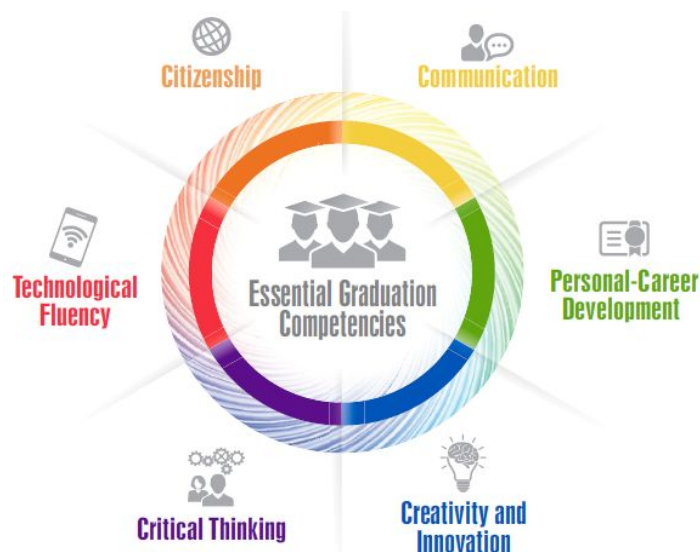 Citizenship
Communication
Technological
Fluency
Essential Graduation
Competencies
Personal-Career
Development
Critical Thinking
Creativity and
Innovation